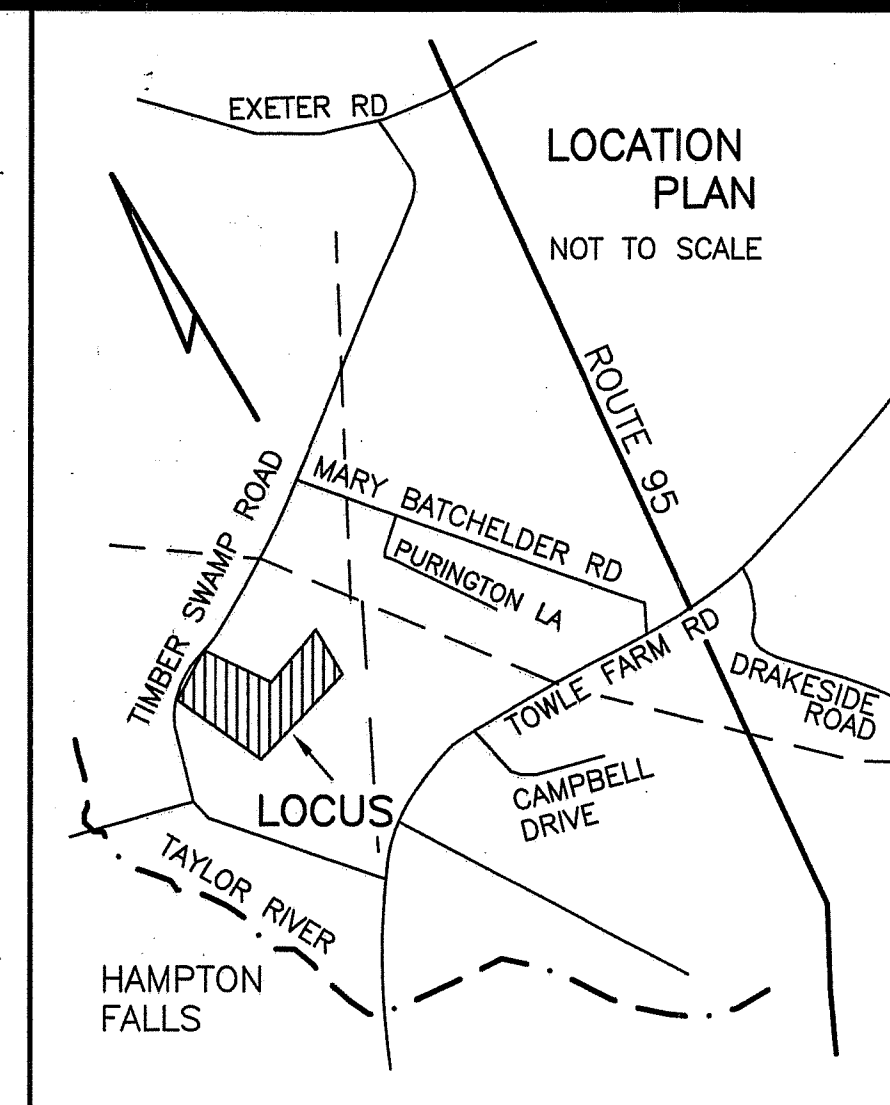 EXETER RD
LOCATION
PLAN
NOT TO SCALE
ROUTE 95
TIMBER SWAMP ROAD
MARY BATCHELDER RD
PURINGTON LA
TOWLE FARM RD
DRAKESIDE
ROAD
CAMPBELL
DRIVE
LOCUS
TAYLOR RIVER
HAMPTON
FALLS